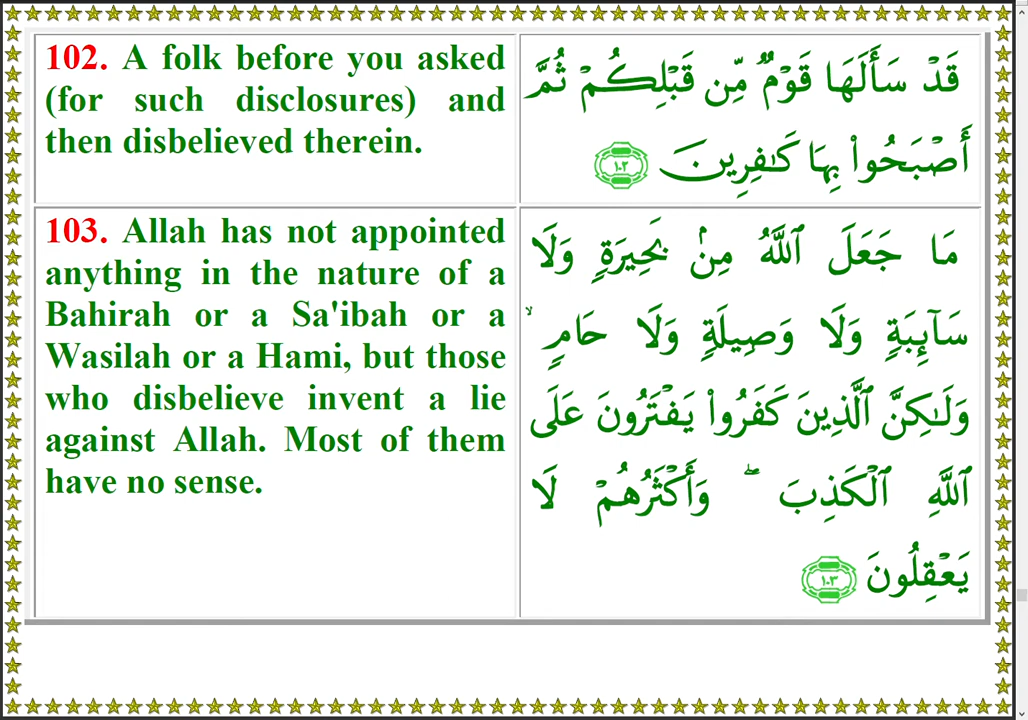 102. A folk before you asked
(for such disclosures) and
then disbelieved therein.
قَدْ سَأَلَهَا قَوْمٌ مِّن قَبْلِكُمْ ثُمَّ
أَصْبَحُوا۟ بِهَا كَـٰفِرِينَ ١٠٢
103. Allah has not appointed
anything in the nature of a
Bahirah or a Sa'ibah or a
Wasilah or a Hami, but those
who disbelieve invent a lie
against Allah. Most of them
have no sense.
مَا جَعَلَ ٱللَّهُ مِنۢ بَحِيرَةٍ وَلَا
سَآئِبَةٍ وَلَا وَصِيلَةٍ وَلَا حَامٍ ۙ
وَلَـٰكِنَّ ٱلَّذِينَ كَفَرُوا۟ يَفْتَرُونَ عَلَى
ٱللَّهِ ٱلْكَذِبَ ۖ وَأَكْثَرُهُمْ لَا
يَعْقِلُونَ ١٠٣